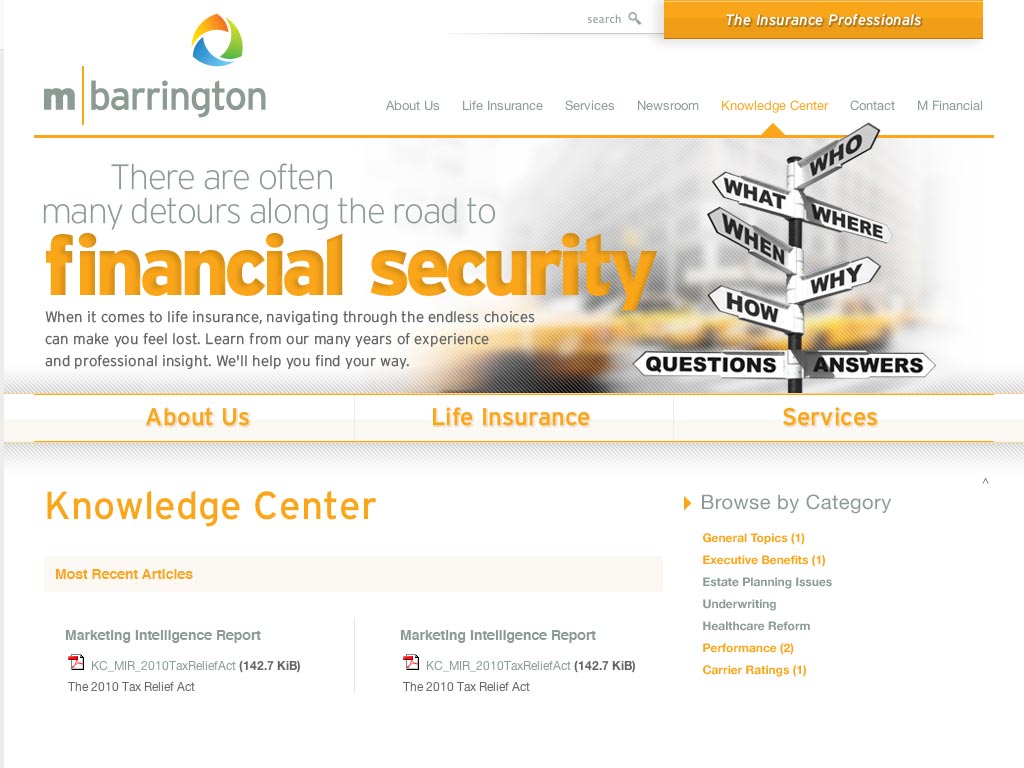 search
The Insurance Professionals
m barrington
About Us Life Insurance Services Newsroom Knowledge Center Contact M Financial
There are often
many detours along the road to
financial security
When it comes to life insurance, navigating through the endless choices
can make you feel lost. Learn from our many years of experience
and professional insight. We'll help you find your way.
WHO
WHAT
WHERE
WHEN
WHY
HOW
QUESTIONS ANSWERS
About Us Life Insurance Services
Knowledge Center
Most Recent Articles
Marketing Intelligence Report
KC_MIR_2010TaxReliefAct (142.7 KiB)
The 2010 Tax Relief Act
Marketing Intelligence Report
KC_MIR_2010TaxReliefAct (142.7 KiB)
The 2010 Tax Relief Act
^
Browse by Category
General Topics (1)
Executive Benefits (1)
Estate Planning Issues
Underwriting
Healthcare Reform
Performance (2)
Carrier Ratings (1)